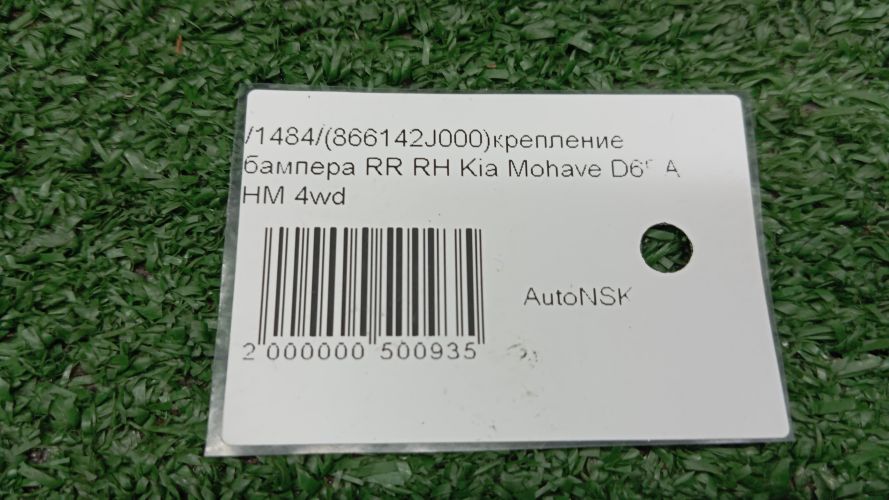 /1484/(866142J000)крепление
бампера RR RH Kia Mohave
HM 4wd
AutoNSK
2 000000 500935